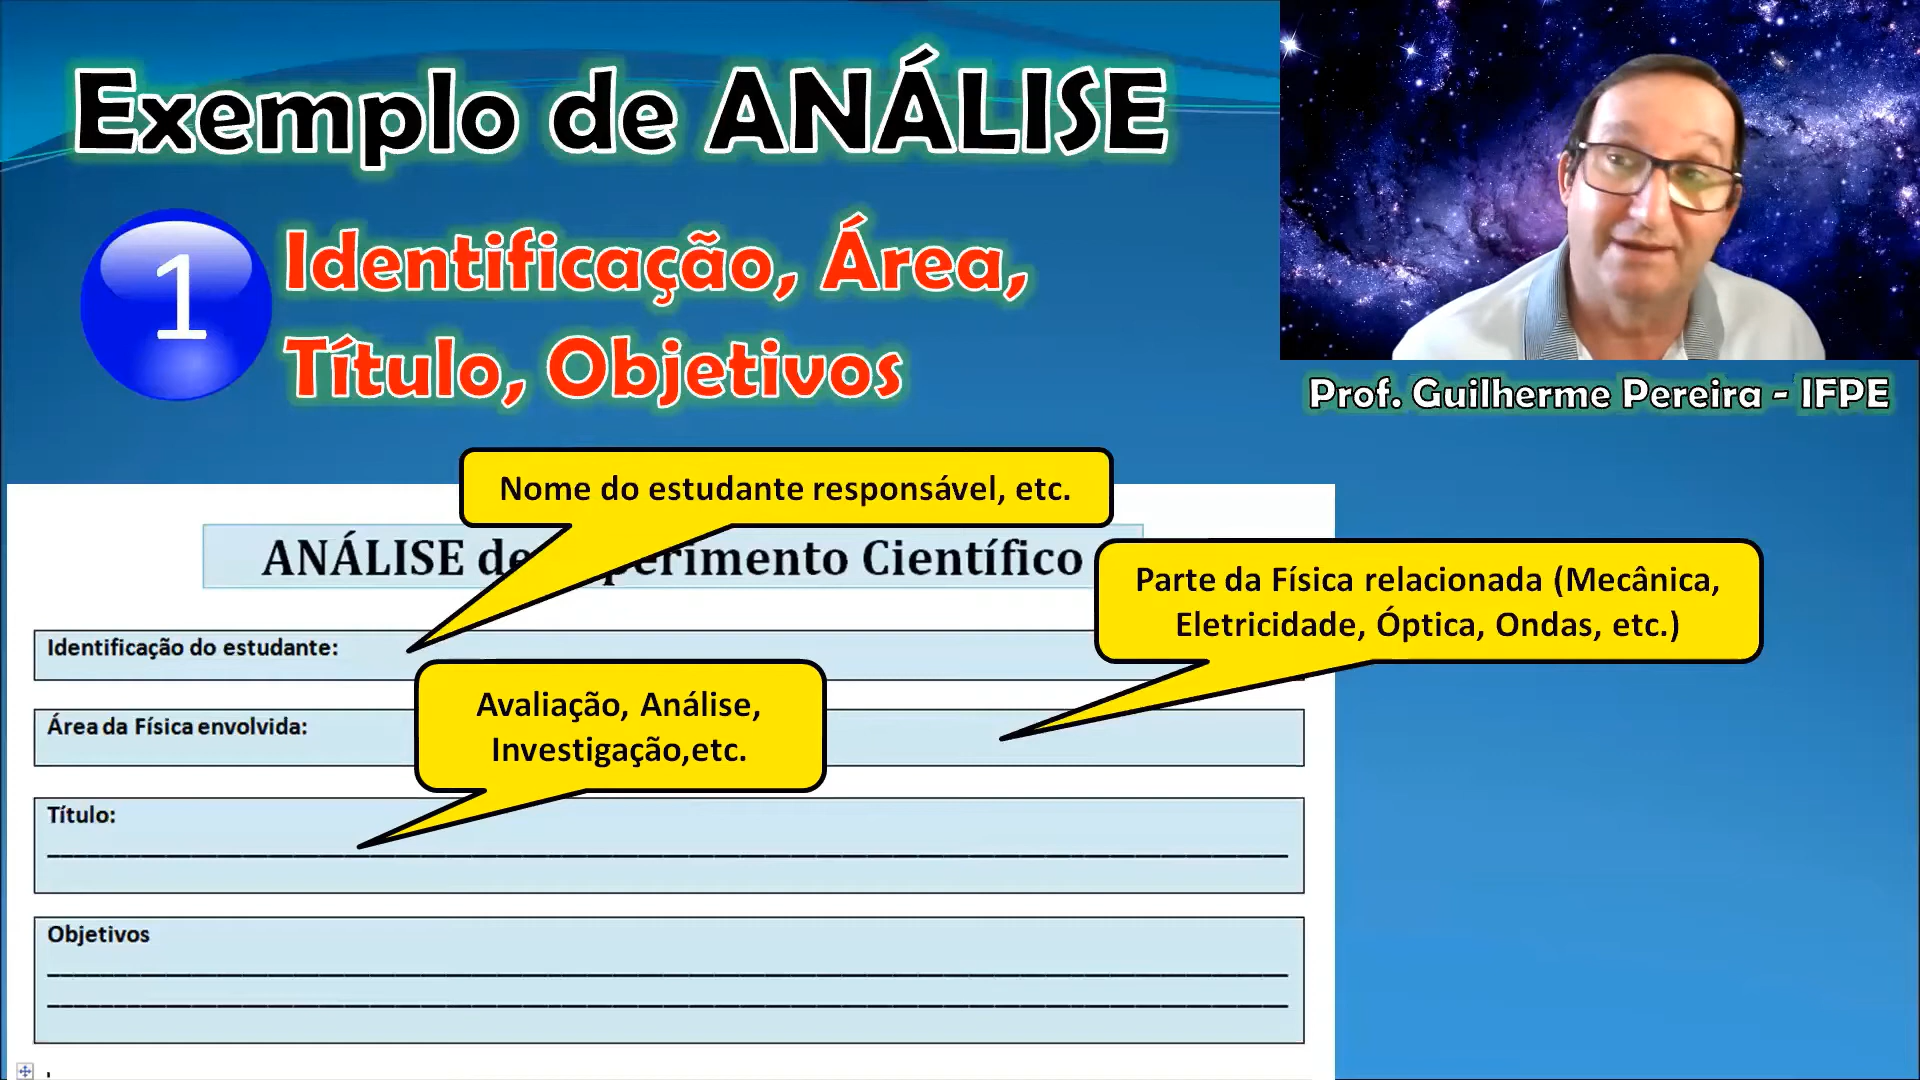 Exemplo de ANÁLISE
1
Identificação, Área,
Título, Objetivos
Prof. Guilherme Pereira - IFPE
Nome do estudante responsável, etc.
ANÁLISE de perimento Científico
Parte da Física relacionada (Mecânica,
Eletricidade, Óptica, Ondas, etc.)
Identificação do estudante:
Avaliação, Análise,
Investigação,etc.
Área da Física envolvida:
Título:
Objetivos